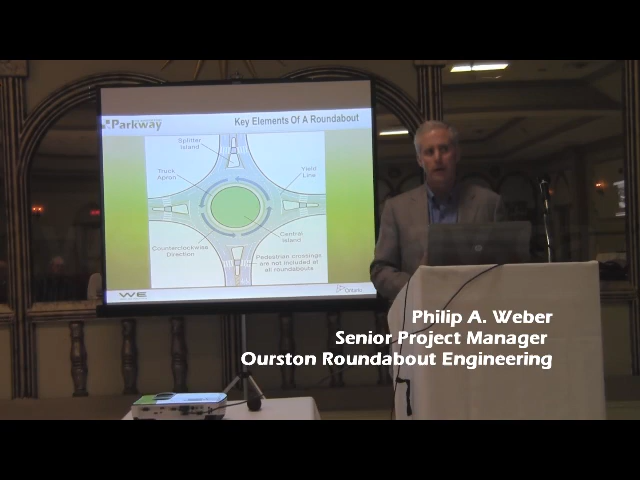 Parkway
Key Elements Of A Roundabout
Splitter
Island
Truck
Apron
Yield
Line
Counterclockwise
Direction
Central
Island
Pedestrian crossings
are not included at
all roundabouts
WE
Ontario
Philip A. Weber
Senior Project Manager
Ourston Roundabout Engineering